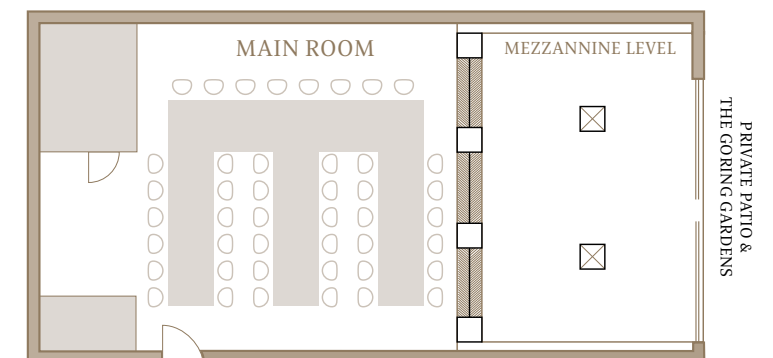 MAIN ROOM
MEZZANNINE LEVEL
PRIVATE PATIO &
THE GORING GARDENS